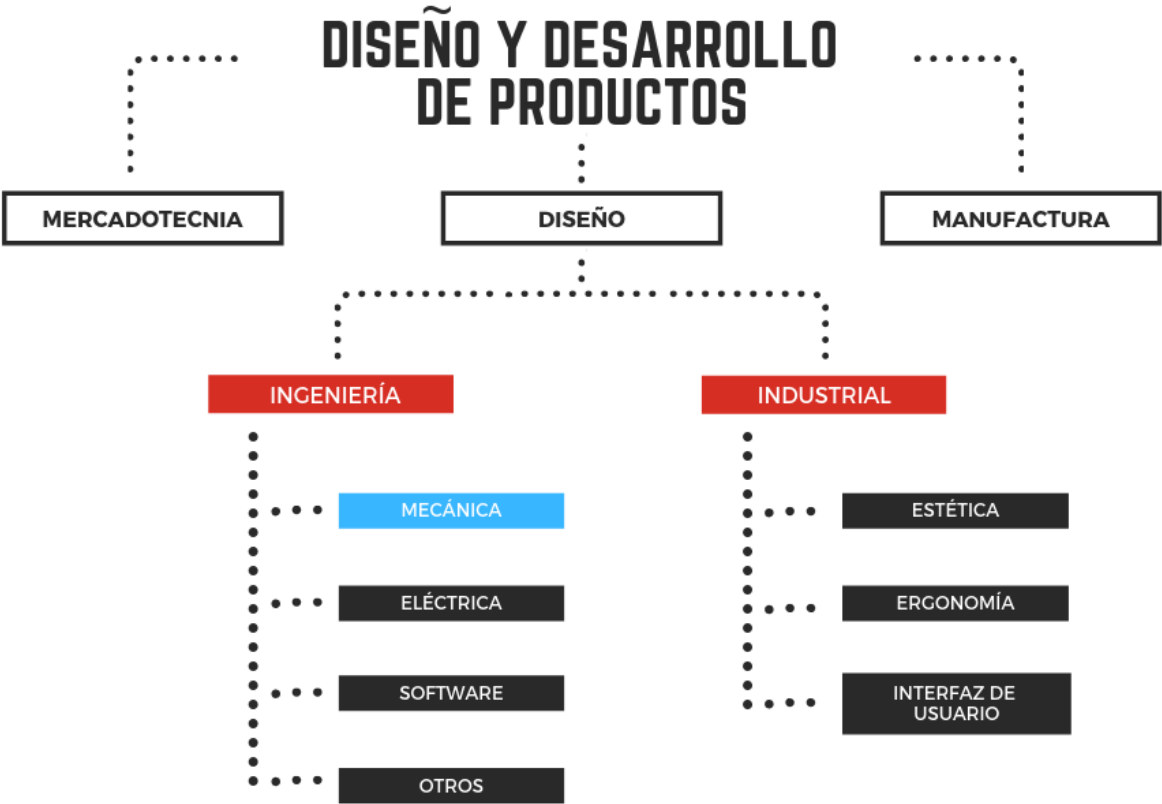 DISEÑO Y DESARROLLO
DE PRODUCTOS
MERCADOTECNIA
DISEÑO
MANUFACTURA
INGENIERÍA
INDUSTRIAL
MECÁNICA
ESTÉTICA
ELÉCTRICA
ERGONOMÍA
SOFTWARE
INTERFAZ DE
USUARIO
OTROS